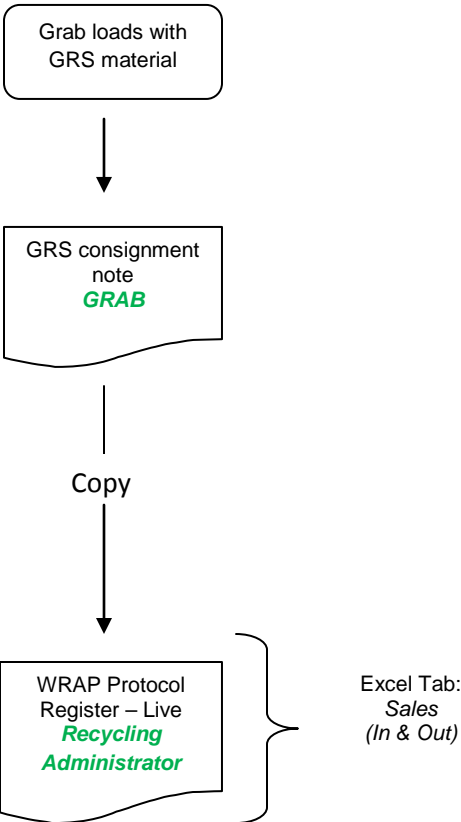 Grab loads with
GRS material
GRS consignment
note
GRAB
Copy
WRAP Protocol
Register – Live
Recycling
Administrator
Excel Tab:
Sales
(In & Out)